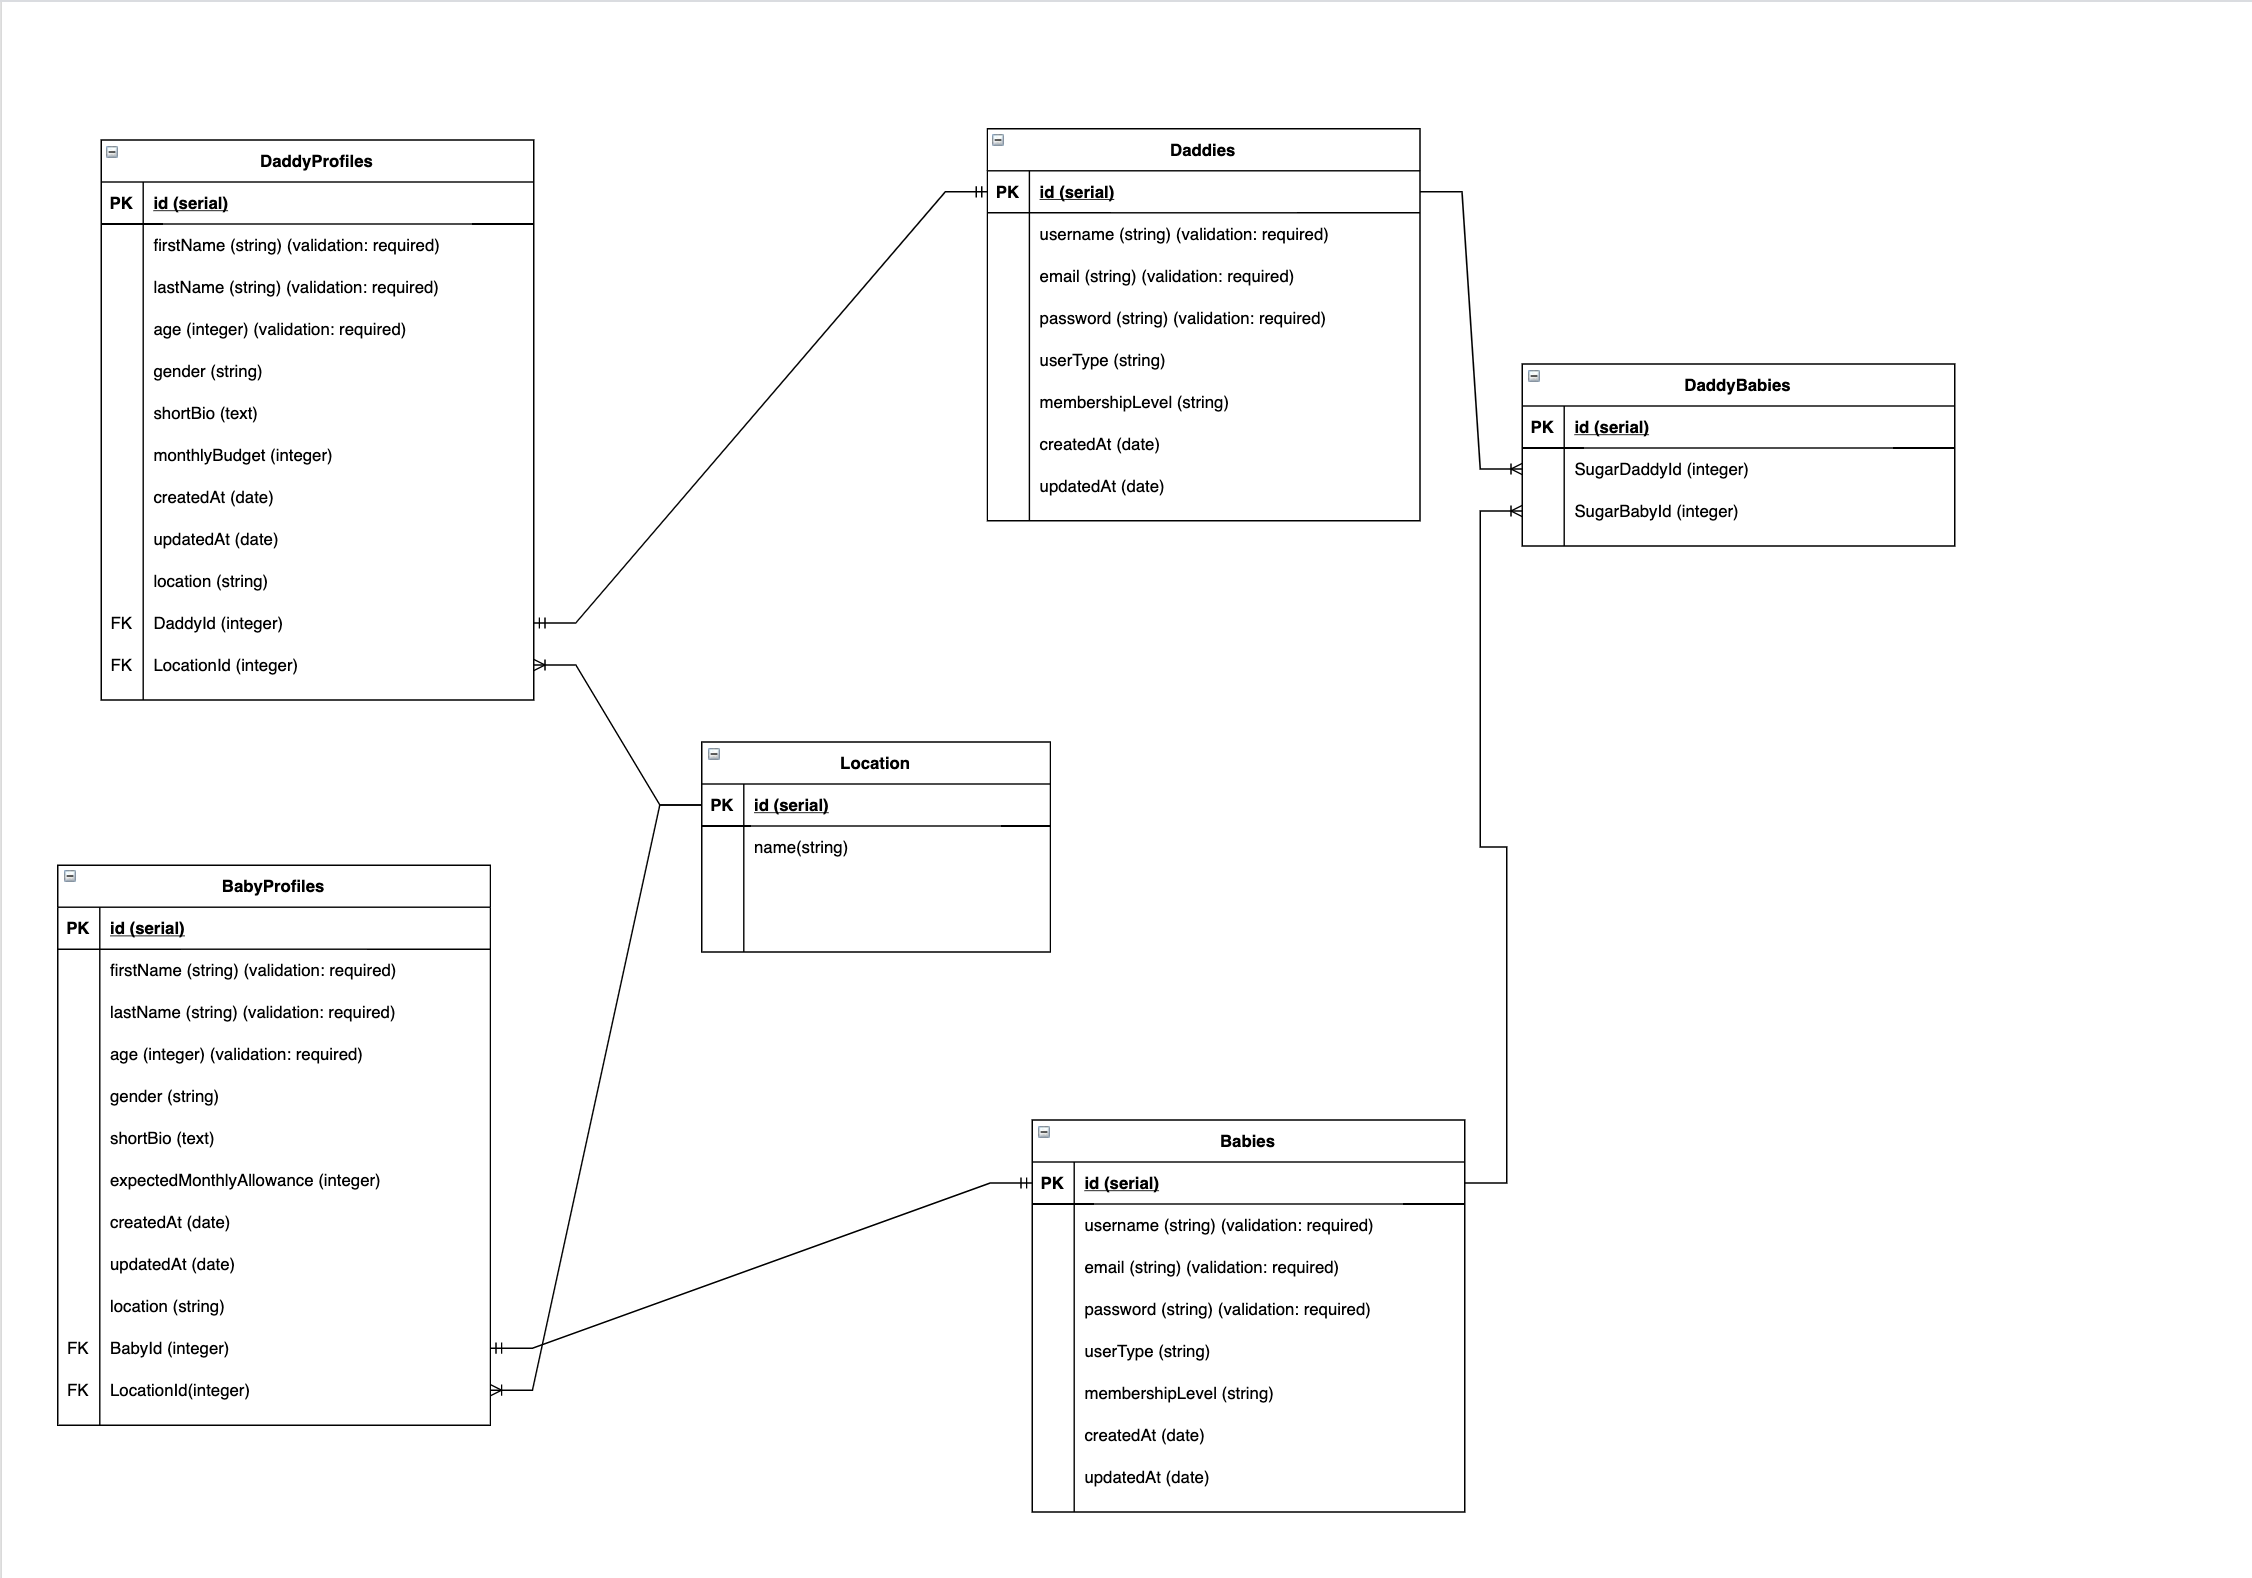 DaddyProfiles
PK id (serial)
firstName (string) (validation: required)
lastName (string) (validation: required)
age (integer) (validation: required)
gender (string)
shortBio (text)
monthlyBudget (integer)
createdAt (date)
updatedAt (date)
location (string)
FK DaddyId (integer)
FK LocationId (integer)
Daddies
PK id (serial)
username (string) (validation: required)
email (string) (validation: required)
password (string) (validation: required)
userType (string)
membershipLevel (string)
createdAt (date)
updatedAt (date)
DaddyBabies
PK id (serial)
SugarDaddyId (integer)
SugarBabyId (integer)
Location
PK id (serial)
name(string)
BabyProfiles
PK id (serial)
firstName (string) (validation: required)
lastName (string) (validation: required)
age (integer) (validation: required)
gender (string)
shortBio (text)
expectedMonthlyAllowance (integer)
createdAt (date)
updatedAt (date)
location (string)
FK BabyId (integer)
FK LocationId(integer)
Babies
PK id (serial)
username (string) (validation: required)
email (string) (validation: required)
password (string) (validation: required)
userType (string)
membershipLevel (string)
createdAt (date)
updatedAt (date)